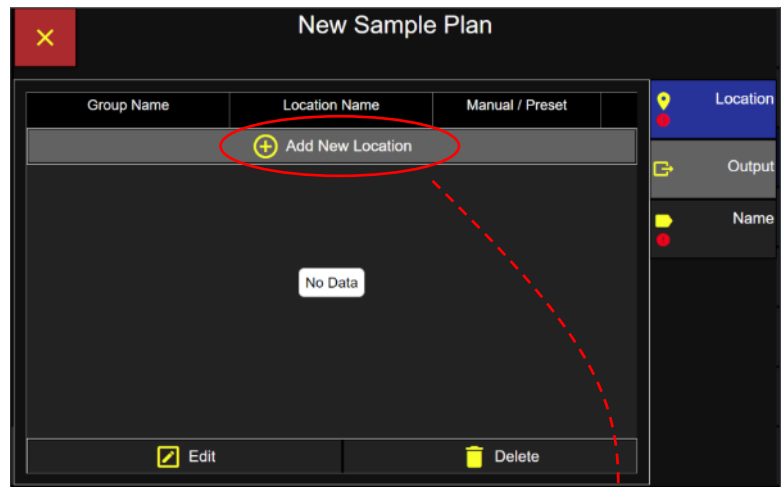 New Sample Plan
Group Name Location Name Manual / Preset
Add New Location
No Data
Edit Delete
Location
Output
Name